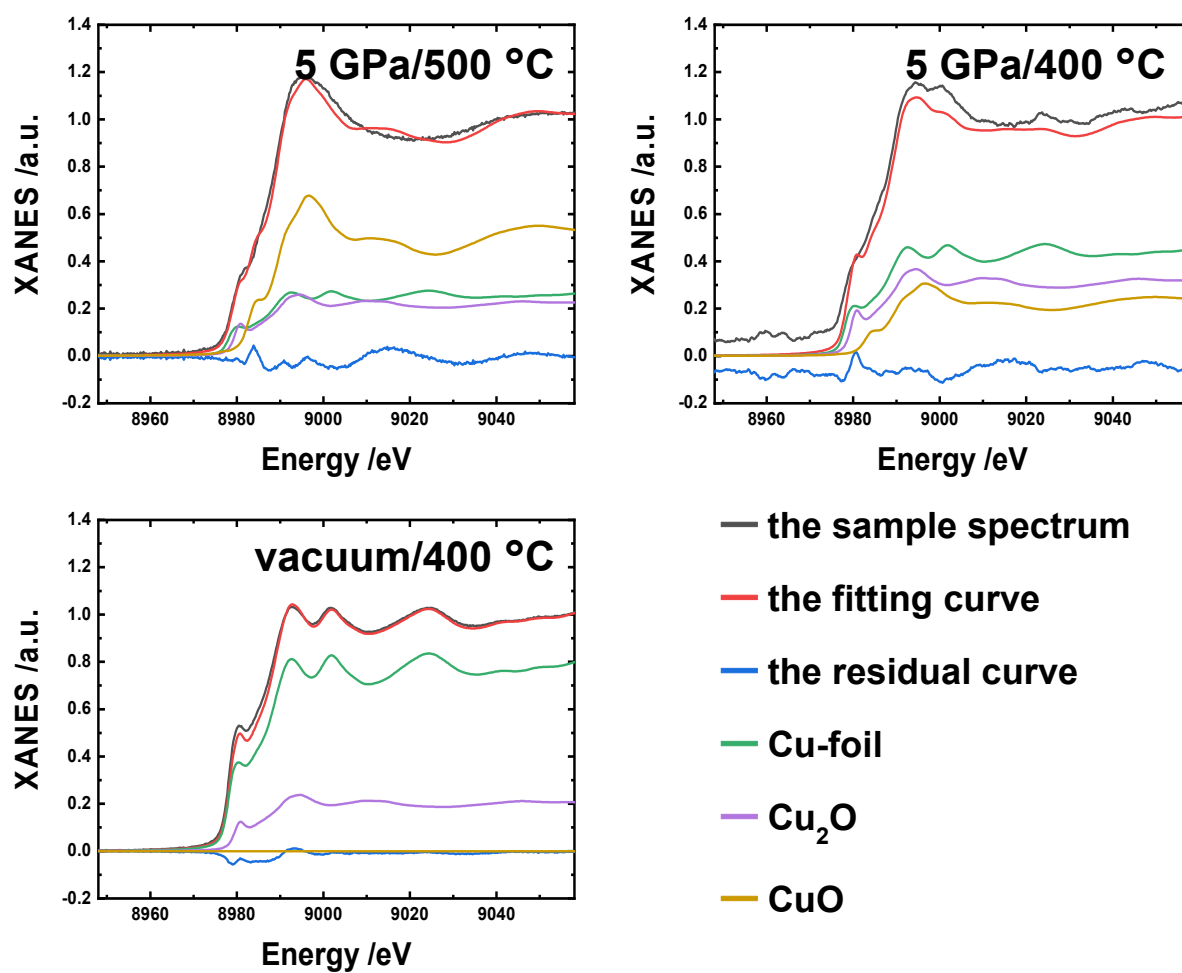 5 GPa/500 °C
XANES /a.u.
1.4
1.2
1.0
0.8
0.6
0.4
0.2
0.0
-0.2
8960 8980 9000 9020 9040
Energy /eV
5 GPa/400 °C
XANES /a.u.
1.4
1.2
1.0
0.8
0.6
0.4
0.2
0.0
-0.2
8960 8980 9000 9020 9040
Energy /eV
vacuum/400 °C
XANES /a.u.
1.4
1.2
1.0
0.8
0.6
0.4
0.2
0.0
-0.2
8960 8980 9000 9020 9040
Energy /eV
the sample spectrum
the fitting curve
the residual curve
Cu-foil
Cu₂O
CuO